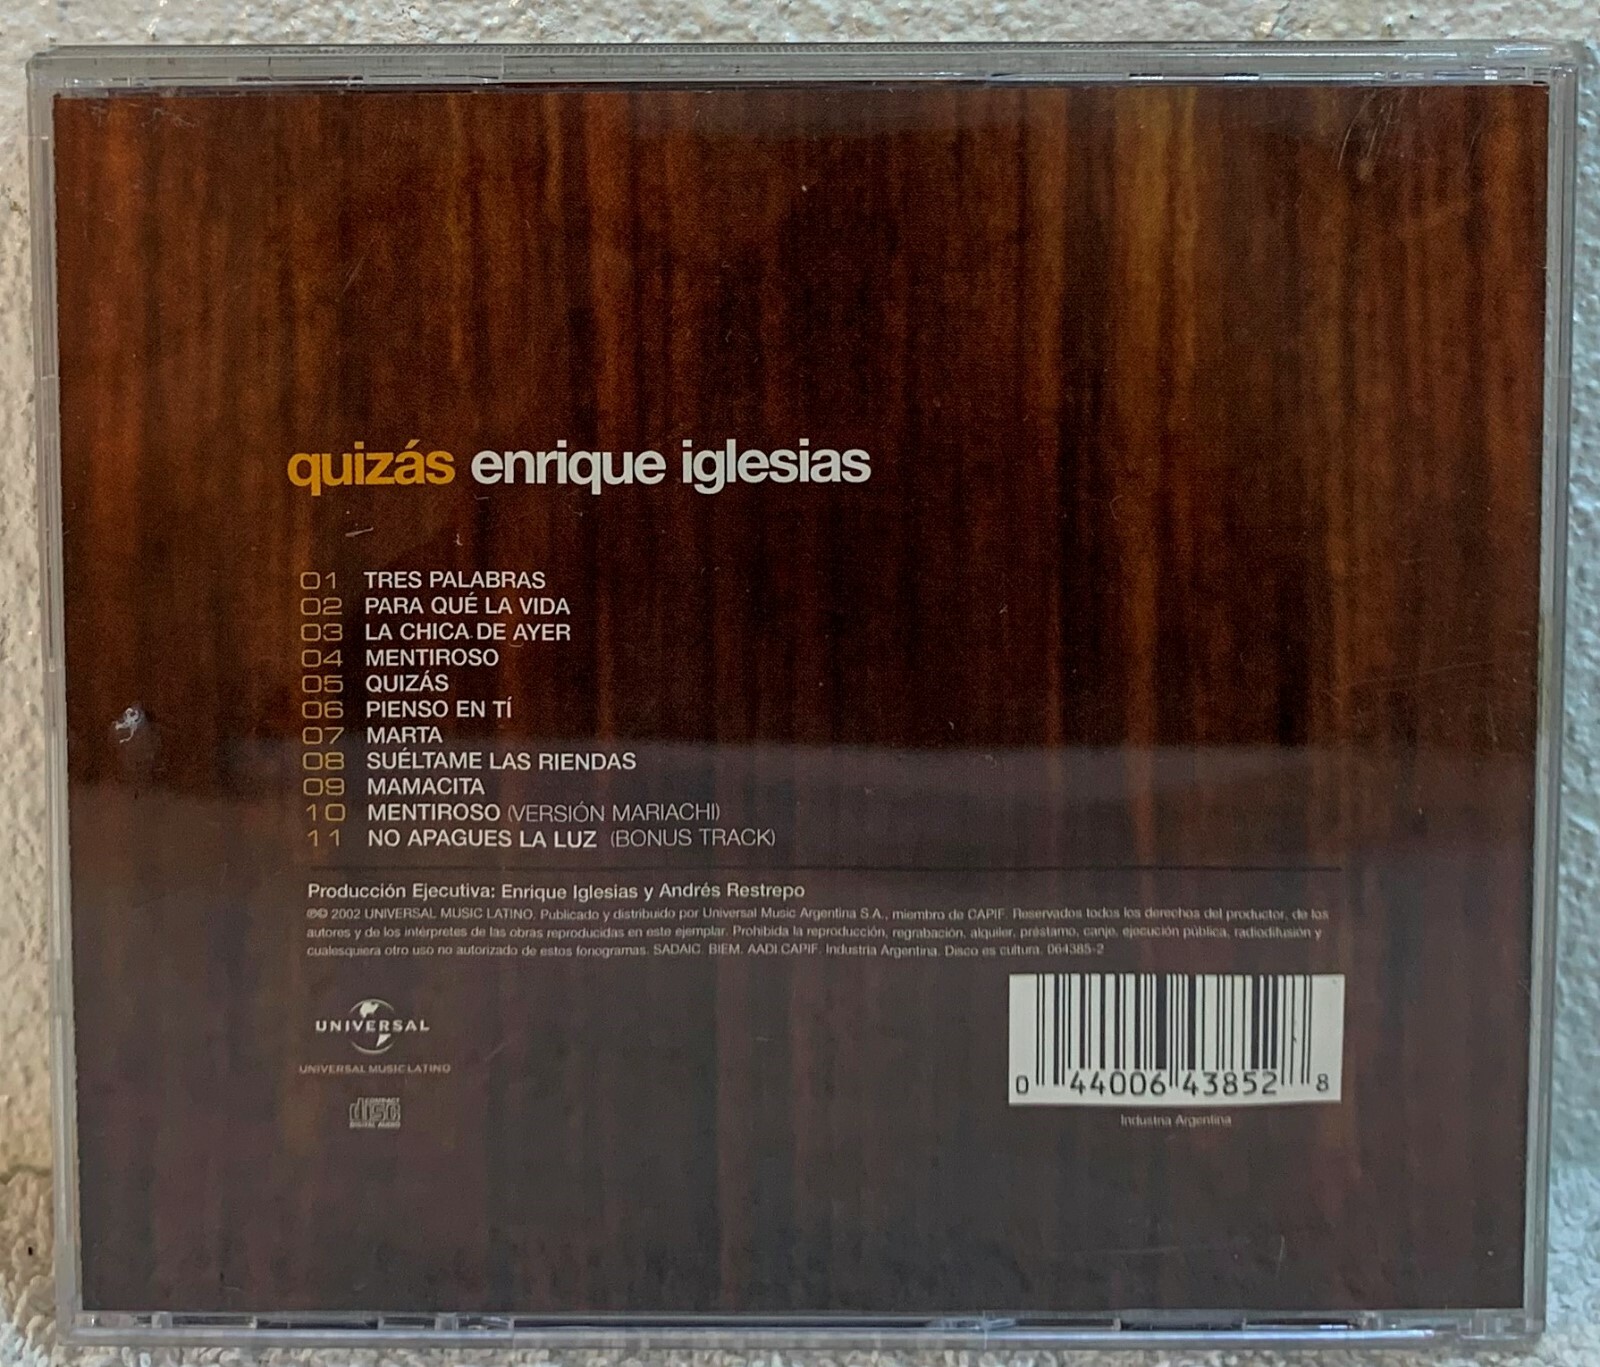 quizás enrique iglesias
01 TRES PALABRAS
02 PARA QUÉ LA VIDA
03 LA CHICA DE AYER
04 MENTIROSO
05 QUIZÁS
06 PIENSO EN TÍ
07 MARTA
08 SUÉLTAME LAS RIENDAS
09 MAMACITA
10 MENTIROSO (VERSIÓN MARIACHI)
11 NO APAGUES LA LUZ (BONUS TRACK)
Producción Ejecutiva: Enrique Iglesias y Andrés Restrepo
℗© 2002 UNIVERSAL MUSIC LATINO. Publicado y distribuido por Universal Music Argentina S.A., miembro de CAPIF. Reservados todos los derechos del productor, de los
autores y de los intérpretes de las obras reproducidas en este ejemplar. Prohibida la reproducción, regrabación, alquiler, préstamo, canje, ejecución pública, radiodifusión y
cualesquiera otro uso no autorizado de estos fonogramas. SADAIC. BIEM. AADI.CAPIF. Industria Argentina. Disco es cultura. 064385-2
UNIVERSAL
UNIVERSAL MUSIC LATINO
COMPACT
disc
DIGITAL AUDIO
0 44006 43852 8
Industria Argentina